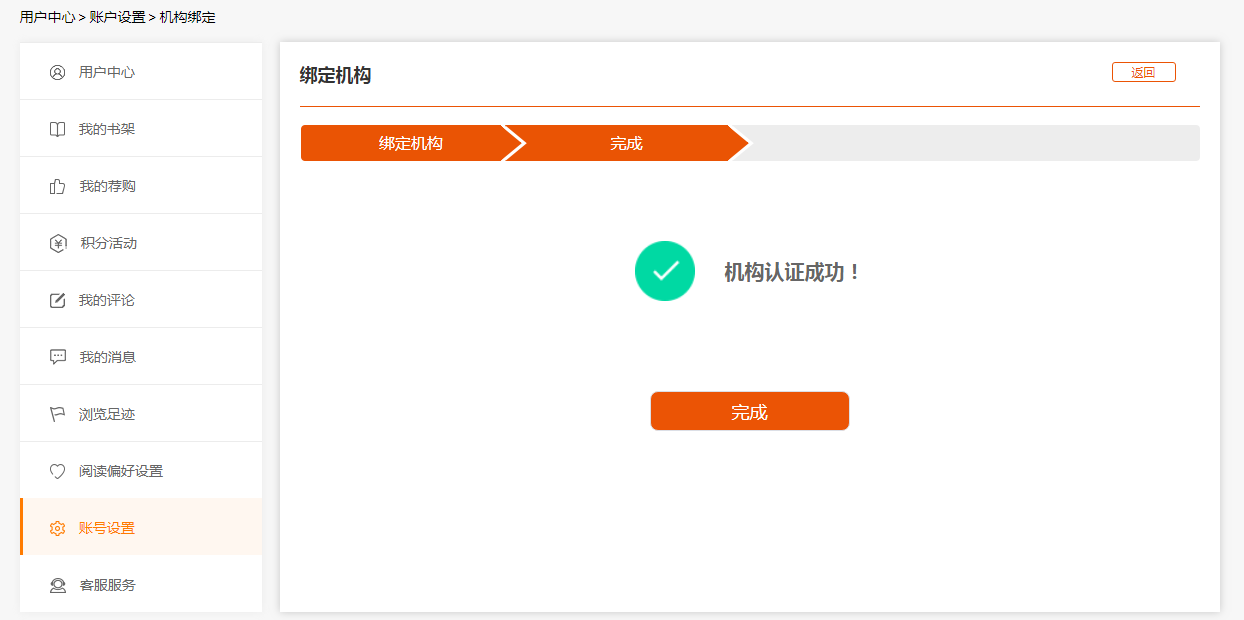 用户中心 > 账户设置 > 机构绑定
用户中心
我的书架
我的荐购
积分活动
我的评论
我的消息
浏览足迹
阅读偏好设置
账号设置
客服服务
绑定机构
返回
绑定机构
完成
机构认证成功！
完成